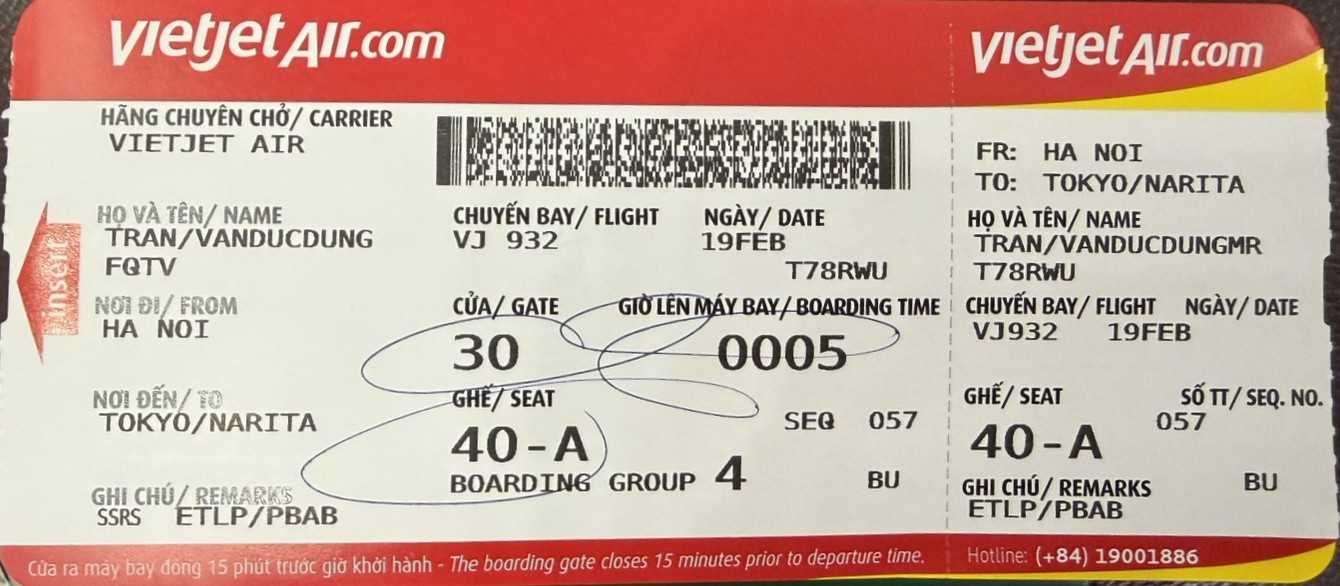 vietjetAir.com
HÃNG CHUYÊN CHỞ/ CARRIER
VIETJET AIR
HỌ VÀ TÊN/ NAME
TRAN/VANDUCDUNG
FQTV
CHUYẾN BAY/ FLIGHT
VJ 932
NGÀY/ DATE
19FEB
T78RWU
Insert
NƠI ĐI/ FROM
HA NOI
CỬA/ GATE
30
GIỜ LÊN MÁY BAY/ BOARDING TIME
0005
NƠI ĐẾN/ TO
TOKYO/NARITA
GHẾ/ SEAT
40-A
SEQ 057
BOARDING GROUP 4
BU
GHI CHÚ/ REMARKS
SSRS ETLP/PBAB
Cửa ra máy bay đóng 15 phút trước giờ khởi hành - The boarding gate closes 15 minutes prior to departure time.
vietjetAir.com
FR: HA NOI
TO: TOKYO/NARITA
HỌ VÀ TÊN/ NAME
TRAN/VANDUCDUNGMR
T78RWU
CHUYẾN BAY/ FLIGHT NGÀY/ DATE
VJ932 19FEB
GHẾ/ SEAT SỐ TT/ SEQ. NO.
40-A 057
GHI CHÚ/ REMARKS BU
ETLP/PBAB
Hotline: (+84) 19001886